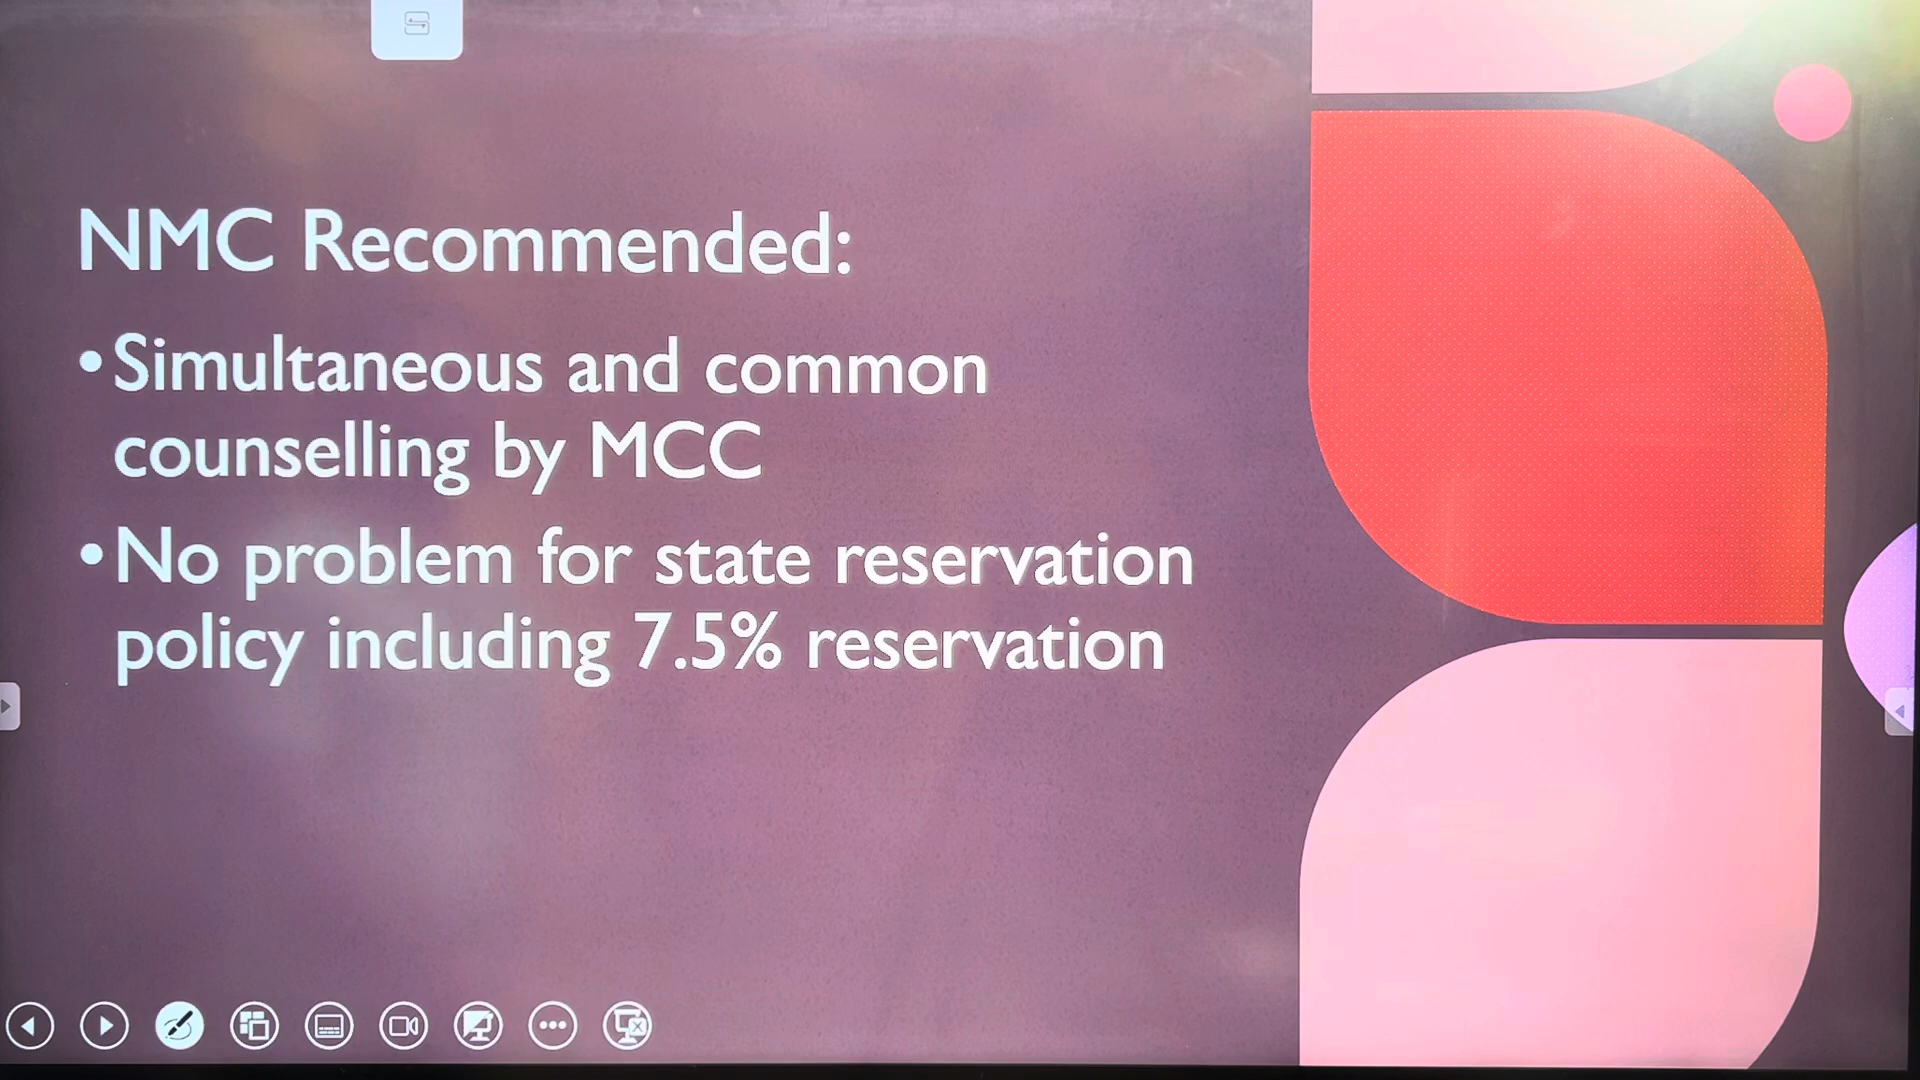 NMC Recommended:
•Simultaneous and common
counselling by MCC
•No problem for state reservation
policy including 7.5% reservation